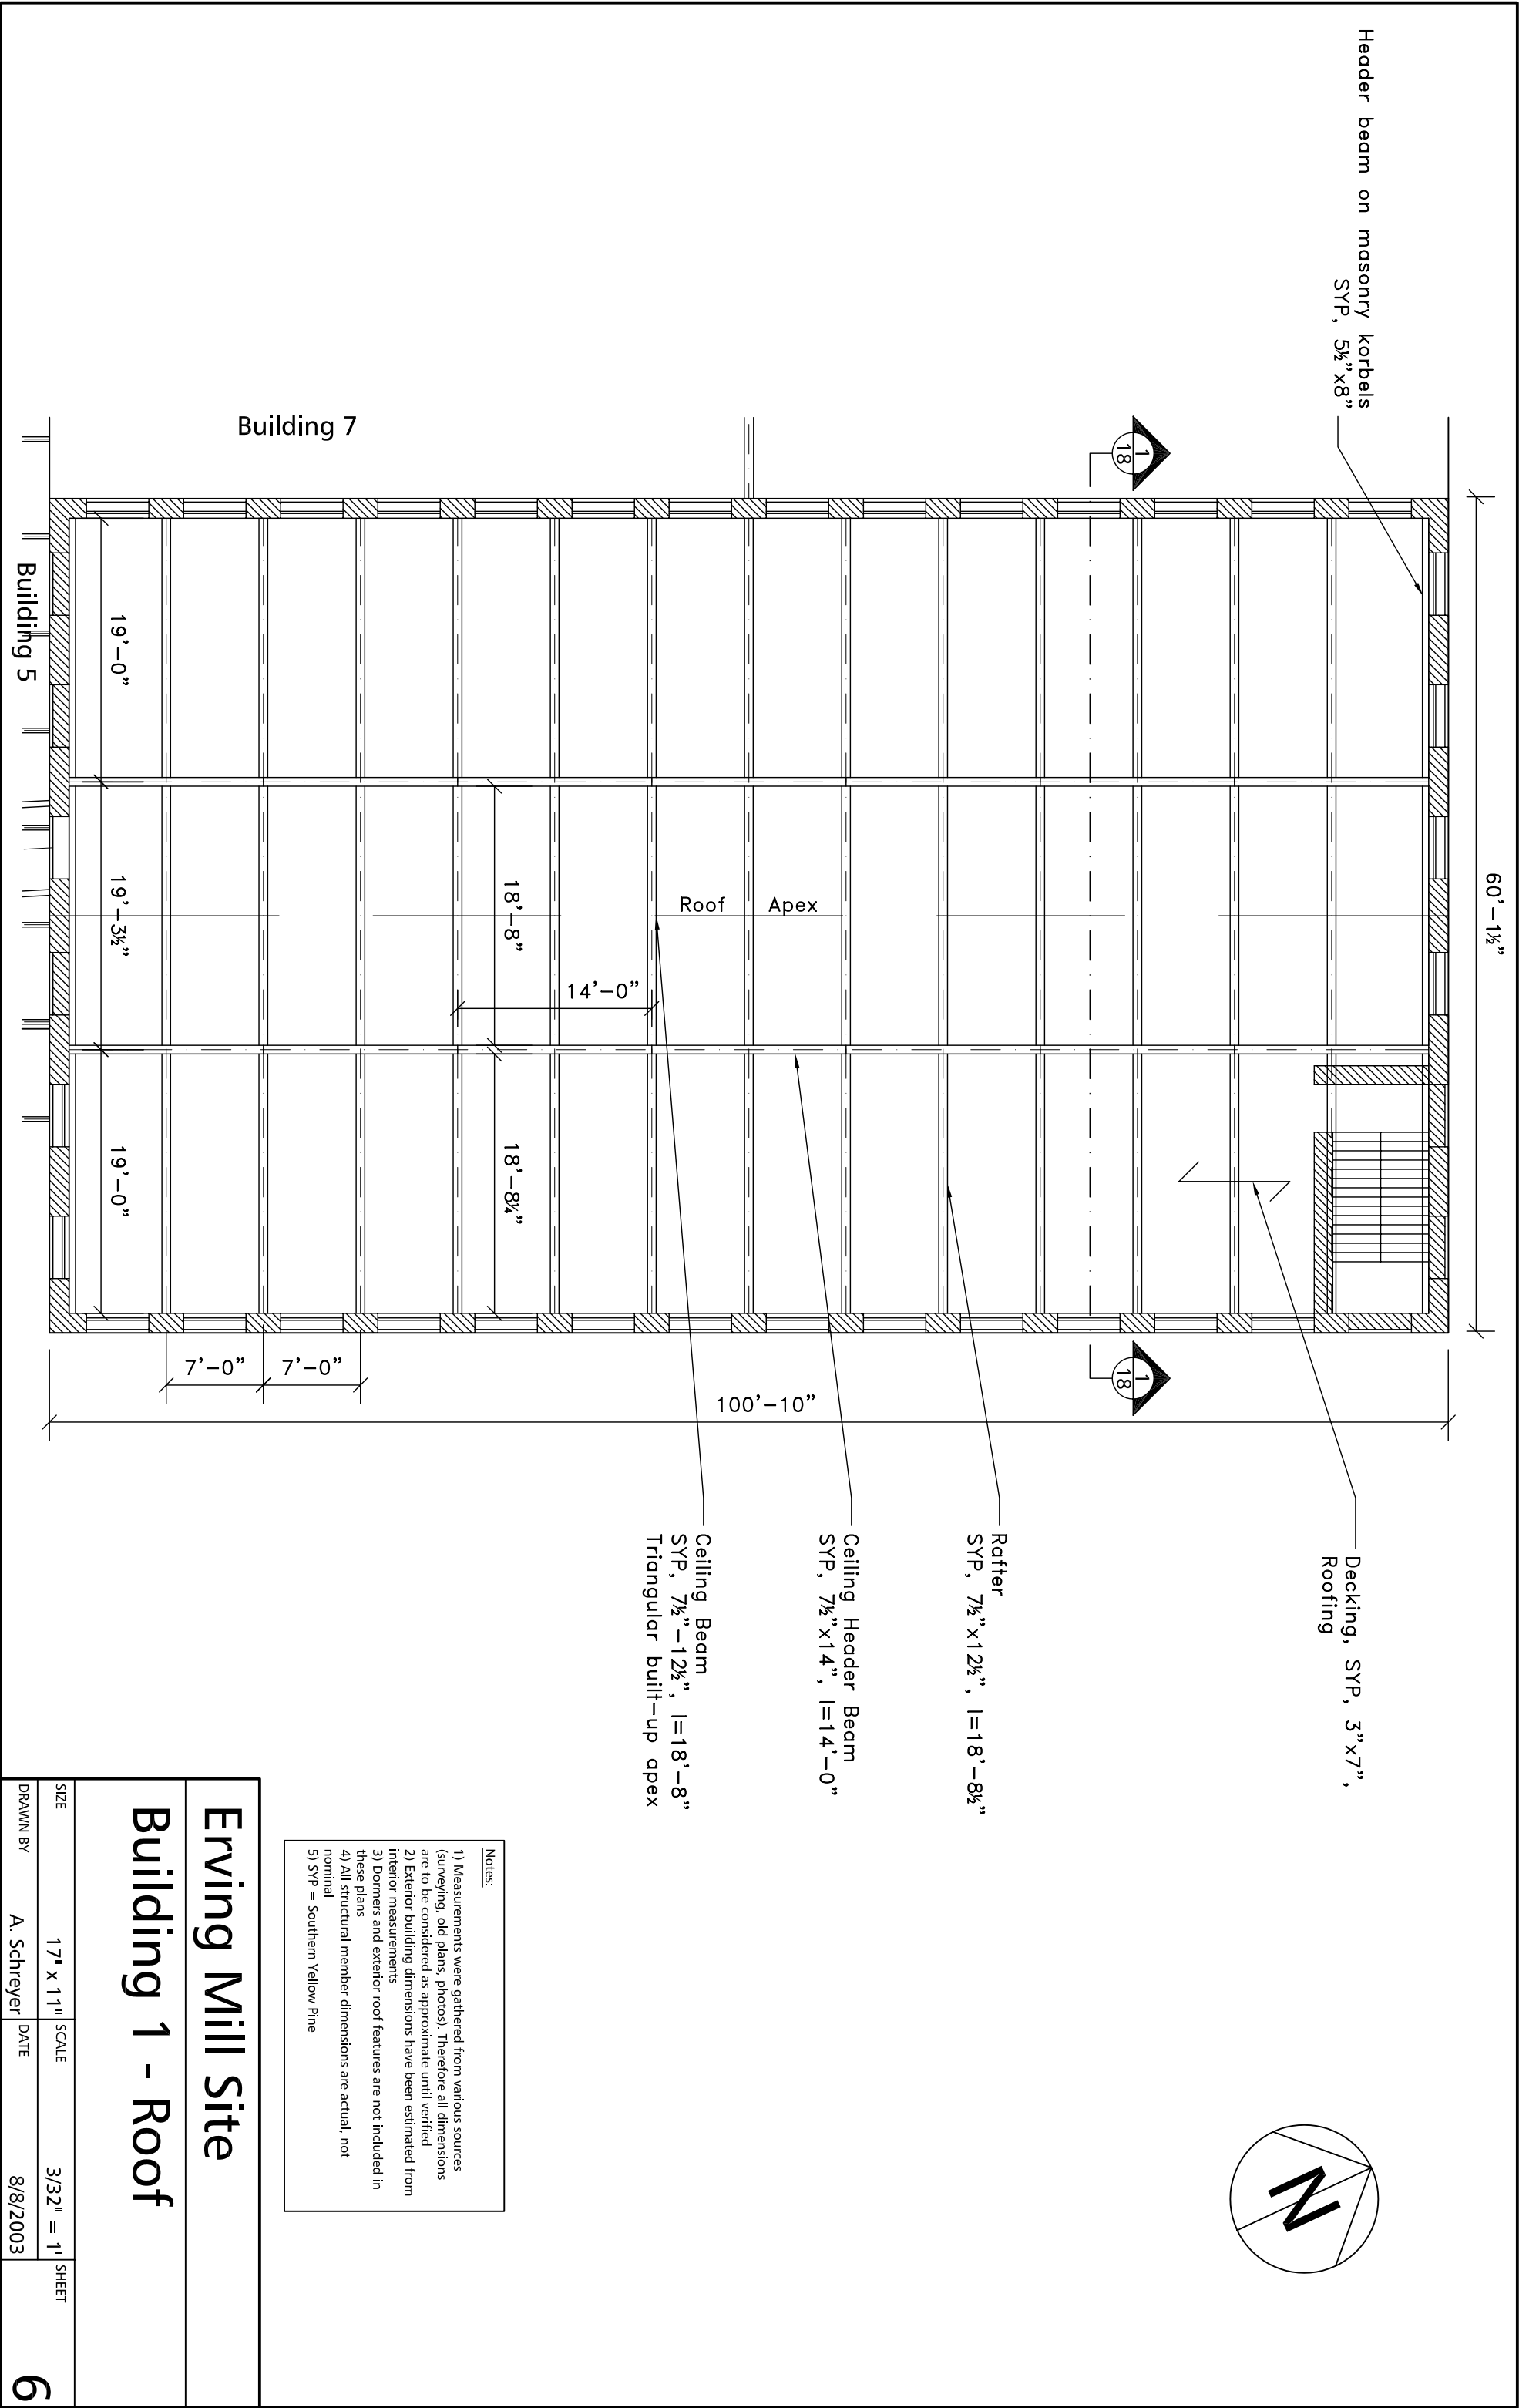 Header beam on masonry korbels
SYP, 5½”x8”
60’-1½”
Building 7
1
18
1
18
Building 5
19’-0”
19’-3½”
19’-0”
18’-8”
18’-8¼”
14’-0”
Roof Apex
7’-0”
7’-0”
100’-10”
Decking, SYP, 3”x7”,
Roofing
Rafter
SYP, 7½”x12½”, l=18’-8½”
Ceiling Header Beam
SYP, 7½”x14”, l=14’-0”
Ceiling Beam
SYP, 7½”-12½”, l=18’-8”
Triangular built-up apex
N
Notes:
1) Measurements were gathered from various sources
(surveying, old plans, photos). Therefore all dimensions
are to be considered as approximate until verified
2) Exterior building dimensions have been estimated from
interior measurements
3) Dormers and exterior roof features are not included in
these plans
4) All structural member dimensions are actual, not
nominal
5) SYP = Southern Yellow Pine
Erving Mill Site
Building 1 - Roof
SIZE 17" x 11" SCALE 3/32" = 1' SHEET
DRAWN BY A. Schreyer DATE 8/8/2003 6